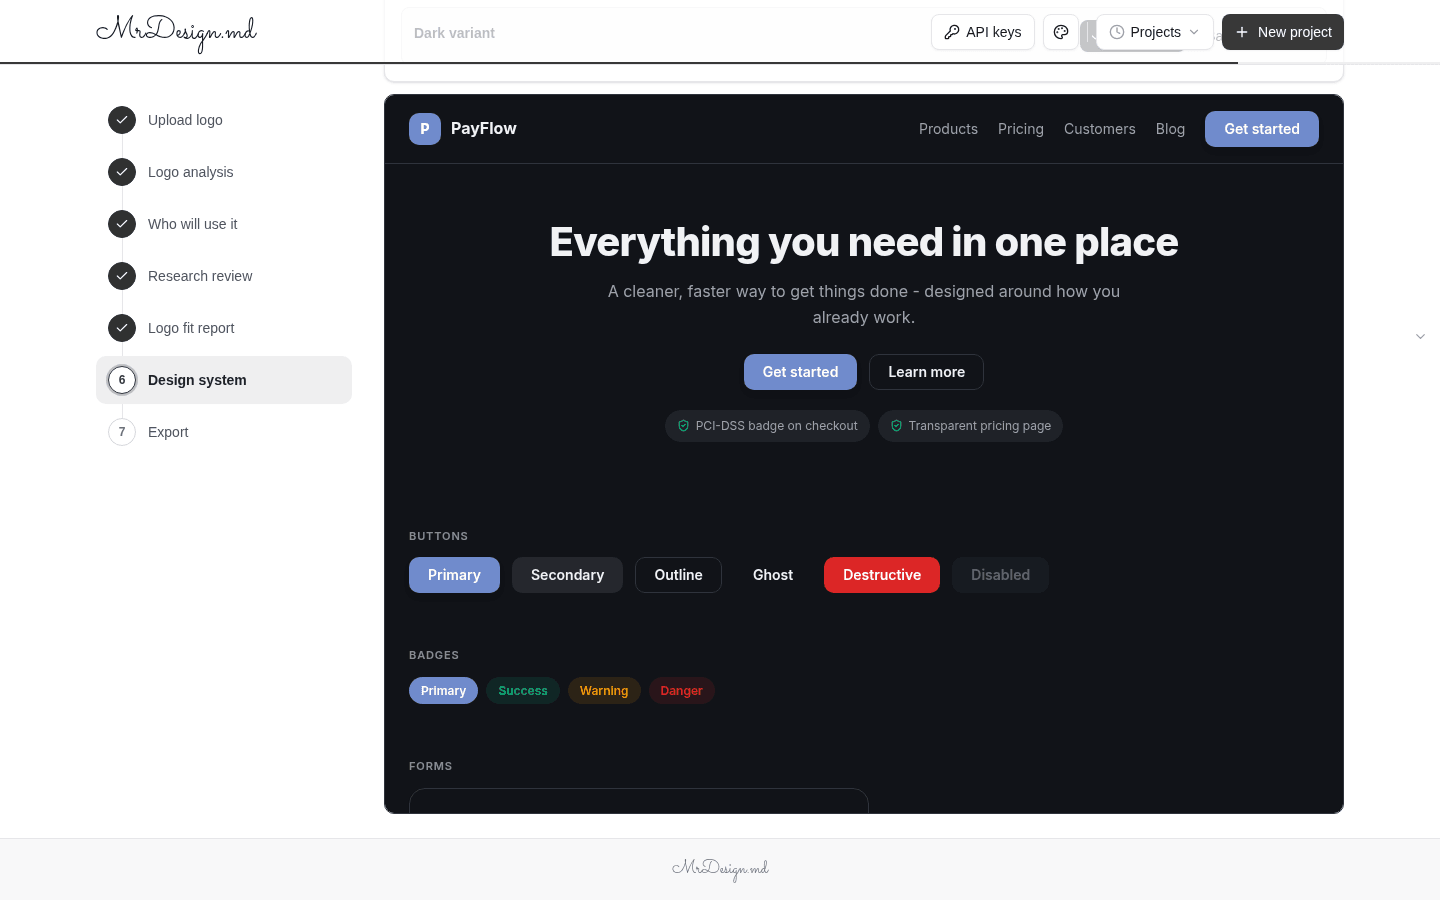 MrDesign.md
Dark variant
API keys
Projects
New project
Upload logo
Logo analysis
Who will use it
Research review
Logo fit report
6
Design system
7
Export
P
PayFlow
Products
Pricing
Customers
Blog
Get started
Everything you need in one place
A cleaner, faster way to get things done - designed around how you
already work.
Get started
Learn more
PCI-DSS badge on checkout
Transparent pricing page
BUTTONS
Primary
Secondary
Outline
Ghost
Destructive
Disabled
BADGES
Primary
Success
Warning
Danger
FORMS
MrDesign.md